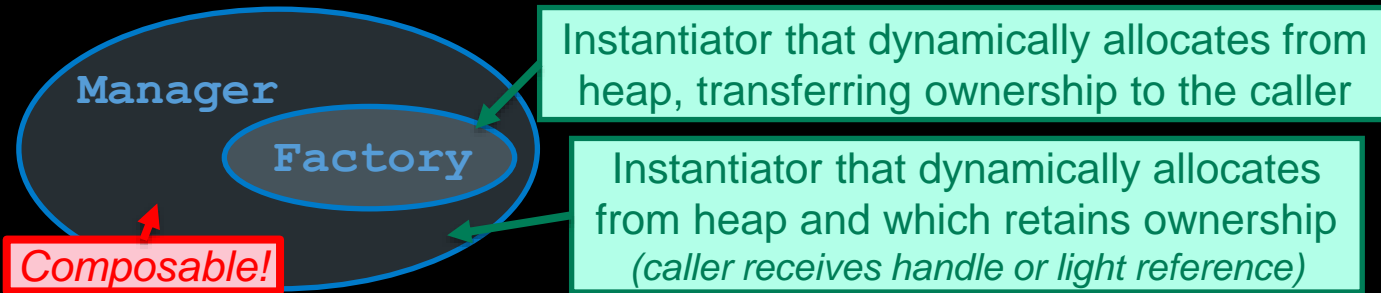 Instantiator that dynamically allocates from
heap, transferring ownership to the caller
Manager
Factory
Instantiator that dynamically allocates
from heap and which retains ownership
(caller receives handle or light reference)
Composable!